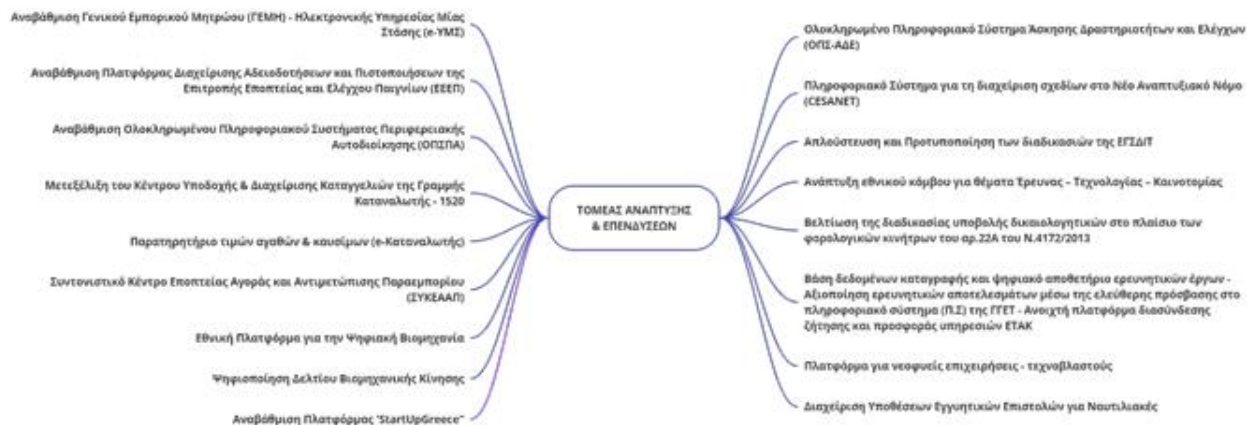 Αναβάθμιση Γενικού Εμπορικού Μητρώου (ΓΕΜΗ) - Ηλεκτρονικής Υπηρεσίας Μίας
Στάσης (e-ΥΜΣ)
Αναβάθμιση Πλατφόρμας Διαχείρισης Αδειοδοτήσεων και Πιστοποιήσεων της
Επιτροπής Εποπτείας και Ελέγχου Παιγνίων (ΕΕΕΠ)
Αναβάθμιση Ολοκληρωμένου Πληροφοριακού Συστήματος Περιφερειακής
Αυτοδιοίκησης (ΟΠΣΠΑ)
Μετεξέλιξη του Κέντρου Υποδοχής & Διαχείρισης Καταγγελιών της Γραμμής
Καταναλωτής - 1520
Παρατηρητήριο τιμών αγαθών & καυσίμων (e-Καταναλωτής)
Συντονιστικό Κέντρο Εποπτείας Αγοράς και Αντιμετώπισης Παραεμπορίου
(ΣΥΚΕΑΑΠ)
Εθνική Πλατφόρμα για την Ψηφιακή Βιομηχανία
Ψηφιοποίηση Δελτίου Βιομηχανικής Κίνησης
Αναβάθμιση Πλατφόρμας "StartUpGreece"
ΤΟΜΕΑΣ ΑΝΑΠΤΥΞΗΣ
& ΕΠΕΝΔΥΣΕΩΝ
Ολοκληρωμένο Πληροφοριακό Σύστημα Άσκησης Δραστηριοτήτων και Ελέγχων
(ΟΠΣ-ΑΔΕ)
Πληροφοριακό Σύστημα για τη διαχείριση σχεδίων στο Νέο Αναπτυξιακό Νόμο
(CESANET)
Απλούστευση και Προτυποποίηση των διαδικασιών της ΕΓΣΔΙΤ
Ανάπτυξη εθνικού κόμβου για θέματα Έρευνας – Τεχνολογίας – Καινοτομίας
Βελτίωση της διαδικασίας υποβολής δικαιολογητικών στο πλαίσιο των
φορολογικών κινήτρων του αρ.22Α του Ν.4172/2013
Βάση δεδομένων καταγραφής και ψηφιακό αποθετήριο ερευνητικών έργων -
Αξιοποίηση ερευνητικών αποτελεσμάτων μέσω της ελεύθερης πρόσβασης στο
πληροφοριακό σύστημα (Π.Σ) της ΓΓΕΤ - Ανοιχτή πλατφόρμα διασύνδεσης
ζήτησης και προσφοράς υπηρεσιών ΕΤΑΚ
Πλατφόρμα για νεοφυείς επιχειρήσεις - τεχνοβλαστούς
Διαχείριση Υποθέσεων Εγγυητικών Επιστολών για Ναυτιλιακές